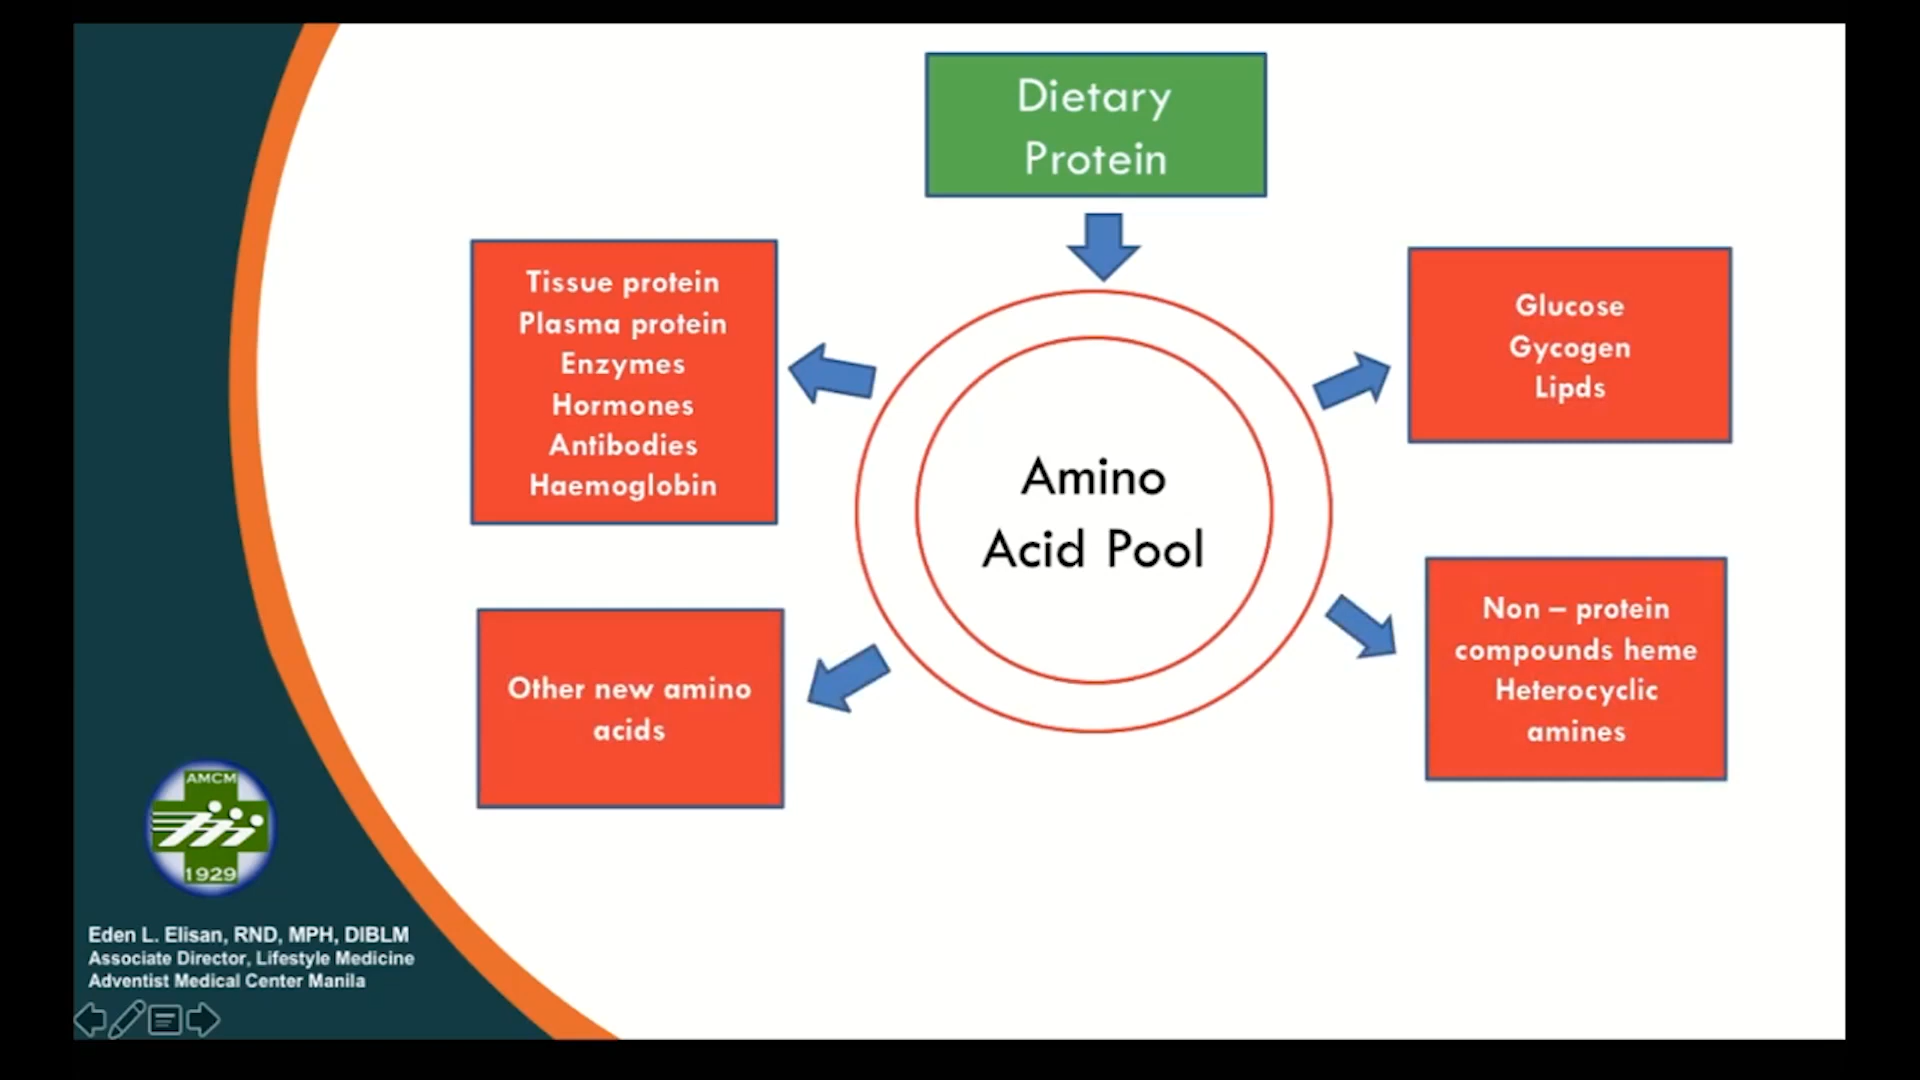 Dietary
Protein
Tissue protein
Plasma protein
Enzymes
Hormones
Antibodies
Haemoglobin
Glucose
Gycogen
Lipds
Amino
Acid Pool
Other new amino
acids
Non – protein
compounds heme
Heterocyclic
amines
AMCM
1929
Eden L. Elisan, RND, MPH, DIBLM
Associate Director, Lifestyle Medicine
Adventist Medical Center Manila